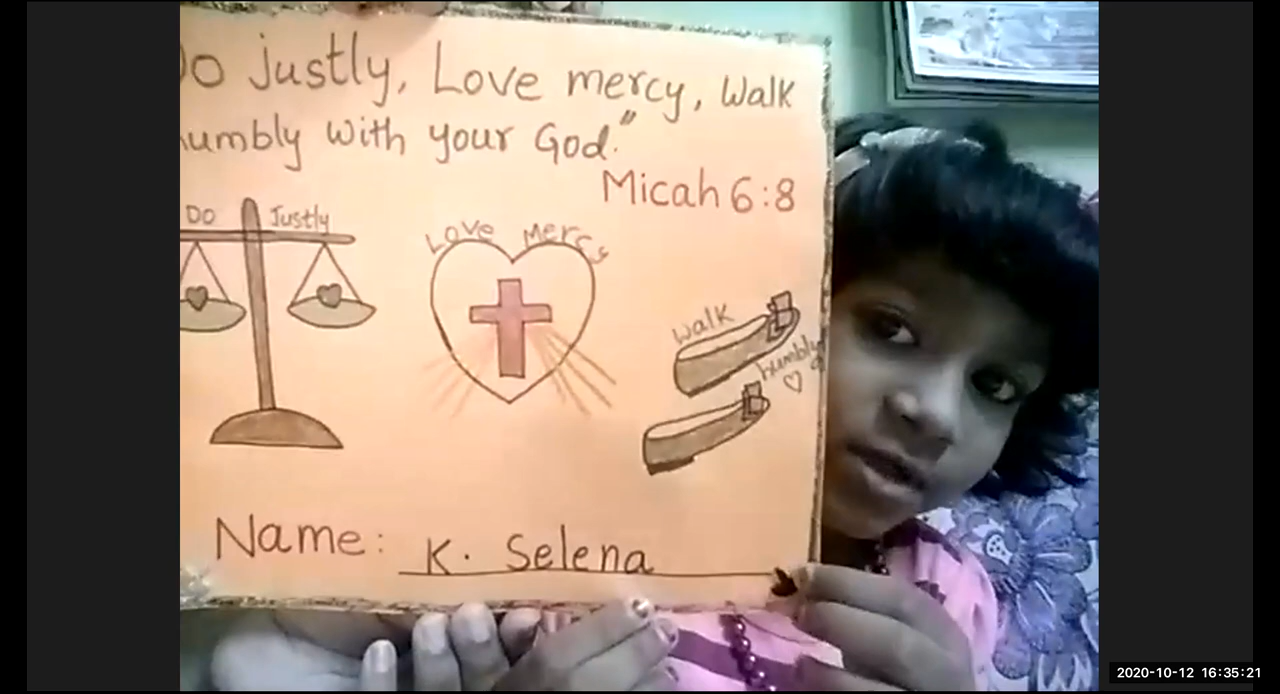 Do justly, Love mercy, Walk
humbly with your God."
Micah 6:8
Do Justly
Love Mercy
Walk
humbly
Name: K. Selena
2020-10-12 16:35:21